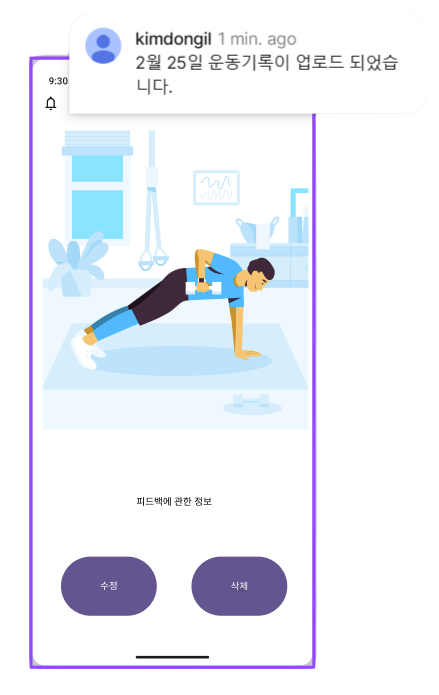 kimdongil 1 min. ago
2월 25일 운동기록이 업로드 되었습
니다.
9:30
피드백에 관한 정보
수정
삭제